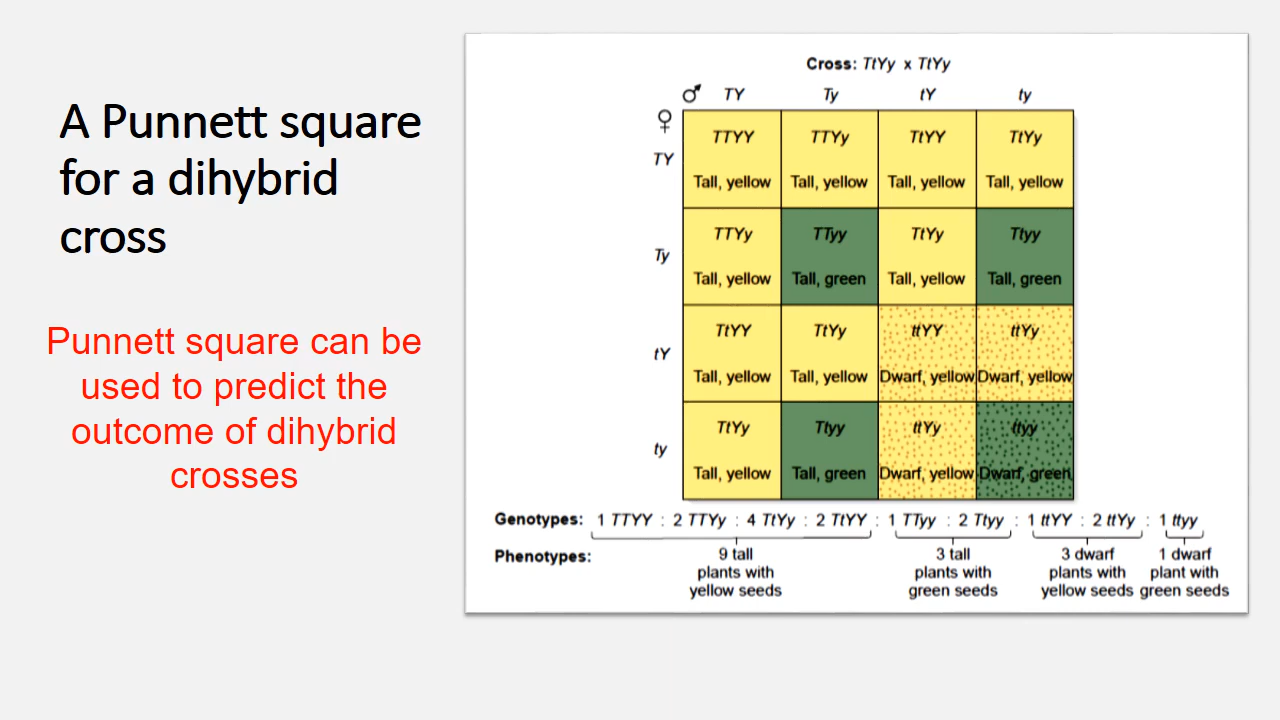 A Punnett square
for a dihybrid
cross
Punnett square can be
used to predict the
outcome of dihybrid
crosses
Cross: TtYy x TtYy
♂ TY Ty tY ty
♀
TY
TTYY TTYy TtYY TtYy
Tall, yellow Tall, yellow Tall, yellow Tall, yellow
Ty
TTYy TTyy TtYy Ttyy
Tall, yellow Tall, green Tall, yellow Tall, green
tY
TtYY TtYy ttYY ttYy
Tall, yellow Tall, yellow Dwarf, yellow Dwarf, yellow
ty
TtYy Ttyy ttYy ttyy
Tall, yellow Tall, green Dwarf, yellow Dwarf, green
Genotypes: 1 TTYY : 2 TTYy : 4 TtYy : 2 TtYY : 1 TTyy : 2 Ttyy : 1 ttYY : 2 ttYy : 1 ttyy
Phenotypes: 9 tall 3 tall 3 dwarf 1 dwarf
plants with plants with plants with plant with
yellow seeds green seeds yellow seeds green seeds